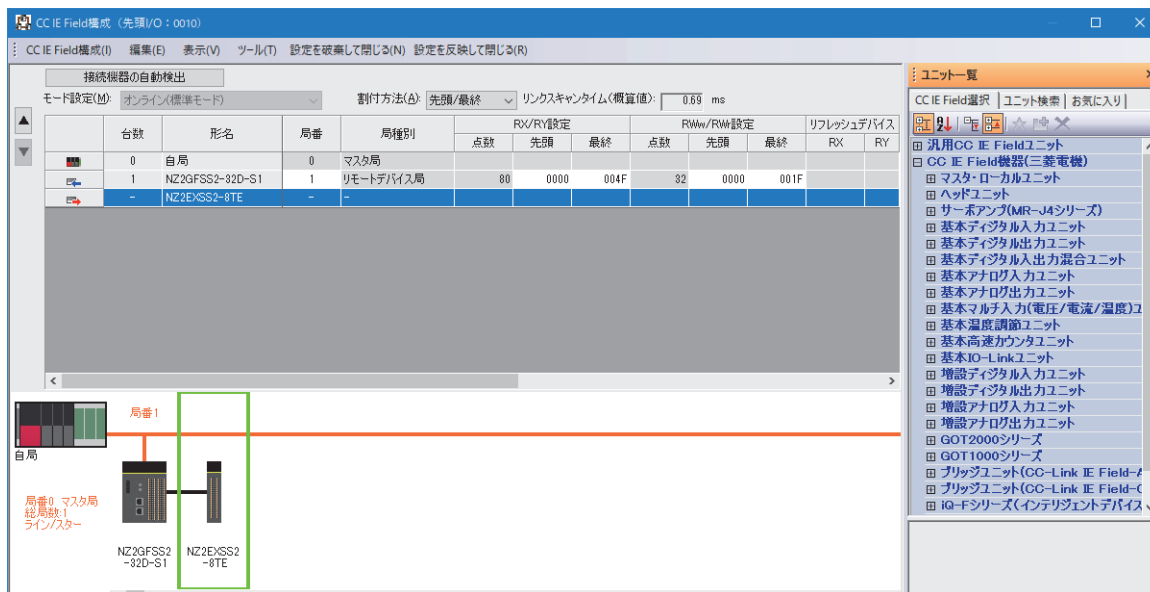 CC IE Field構成 (先頭I/O：0010)
CC IE Field構成(I) 編集(E) 表示(V) ツール(T) 設定を破棄して閉じる(N) 設定を反映して閉じる(R)
接続機器の自動検出
モード設定(M): オンライン(標準モード) 割付方法(A): 先頭/最終 リンクスキャンタイム(概算値): 0.69 ms
台数 形名 局番 局種別 RX/RY設定 RWw/RWr設定 リフレッシュデバイス
点数 先頭 最終 点数 先頭 最終 RX RY
0 自局 0 マスタ局
1 NZ2GFSS2-32D-S1 1 リモートデバイス局 80 0000 004F 32 0000 001F
- NZ2EXSS2-8TE - -
局番1
自局
局番0 マスタ局
総局数:1
ライン/スター
NZ2GFSS2
-32D-S1
NZ2EXSS2
-8TE
ユニット一覧
CC IE Field選択 ユニット検索 お気に入り
汎用CC IE Fieldユニット
CC IE Field機器(三菱電機)
マスタ・ローカルユニット
ヘッドユニット
サーボアンプ(MR-J4シリーズ)
基本ディジタル入力ユニット
基本ディジタル出力ユニット
基本ディジタル入出力混合ユニット
基本アナログ入力ユニット
基本アナログ出力ユニット
基本マルチ入力(電圧/電流/温度)ユ
基本温度調節ユニット
基本高速カウンタユニット
基本IO-Linkユニット
増設ディジタル入力ユニット
増設ディジタル出力ユニット
増設アナログ入力ユニット
増設アナログ出力ユニット
GOT2000シリーズ
GOT1000シリーズ
ブリッジユニット(CC-Link IE Field-A
ブリッジユニット(CC-Link IE Field-C
iQ-Fシリーズ(インテリジェントデバイス